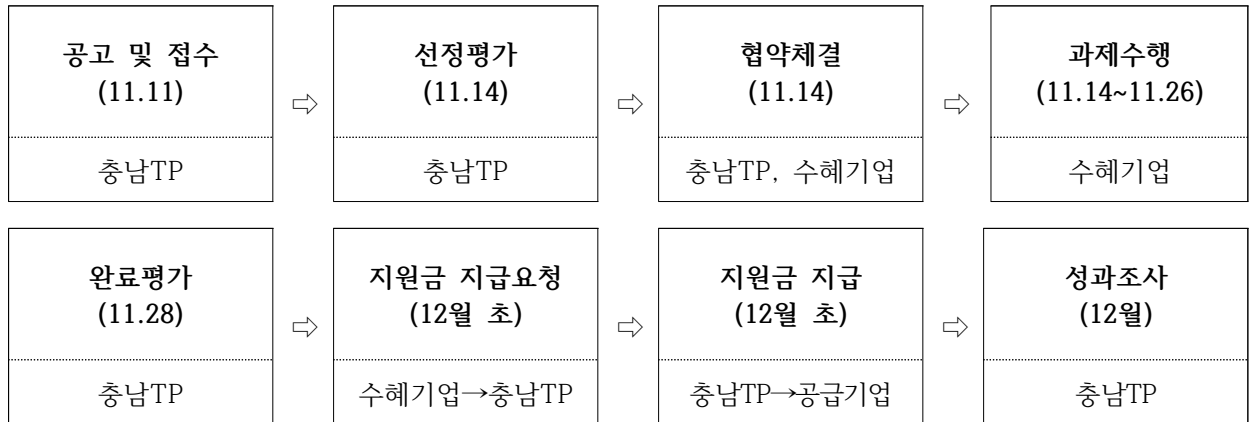 공고 및 접수
(11.11)
충남TP
⇨
선정평가
(11.14)
충남TP
⇨
협약체결
(11.14)
충남TP, 수혜기업
⇨
과제수행
(11.14~11.26)
수혜기업
완료평가
(11.28)
충남TP
⇨
지원금 지급요청
(12월 초)
수혜기업→충남TP
⇨
지원금 지급
(12월 초)
충남TP→공급기업
⇨
성과조사
(12월)
충남TP